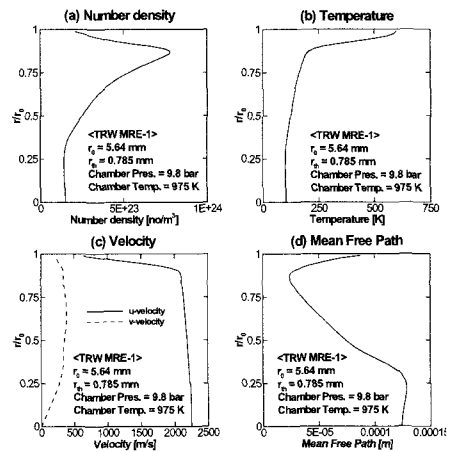 (a) Number density
1
0.75
r/r0
0.5
0.25
0
<TRW MRE-1>
r0 = 5.64 mm
rth = 0.785 mm
Chamber Pres. = 9.8 bar
Chamber Temp. = 975 K
0
5E+23
1E+24
Number density [no/m³]
(b) Temperature
1
0.75
r/r0
0.5
0.25
0
<TRW MRE-1>
r0 = 5.64 mm
rth = 0.785 mm
Chamber Pres. = 9.8 bar
Chamber Temp. = 975 K
250
500
750
Temperature [K]
(c) Velocity
1
0.75
r/r0
0.5
0.25
0
u-velocity
v-velocity
<TRW MRE-1>
r0 = 5.64 mm
rth = 0.785 mm
Chamber Pres. = 9.8 bar
Chamber Temp. = 975 K
0
500
1000
1500
2000
2500
Velocity [m/s]
(d) Mean Free Path
1
0.75
r/r0
0.5
0.25
0
<TRW MRE-1>
r0 = 5.64 mm
rth = 0.785 mm
Chamber Pres. = 9.8 bar
Chamber Temp. = 975 K
5E-05
0.0001
0.00015
Mean Free Path [m]